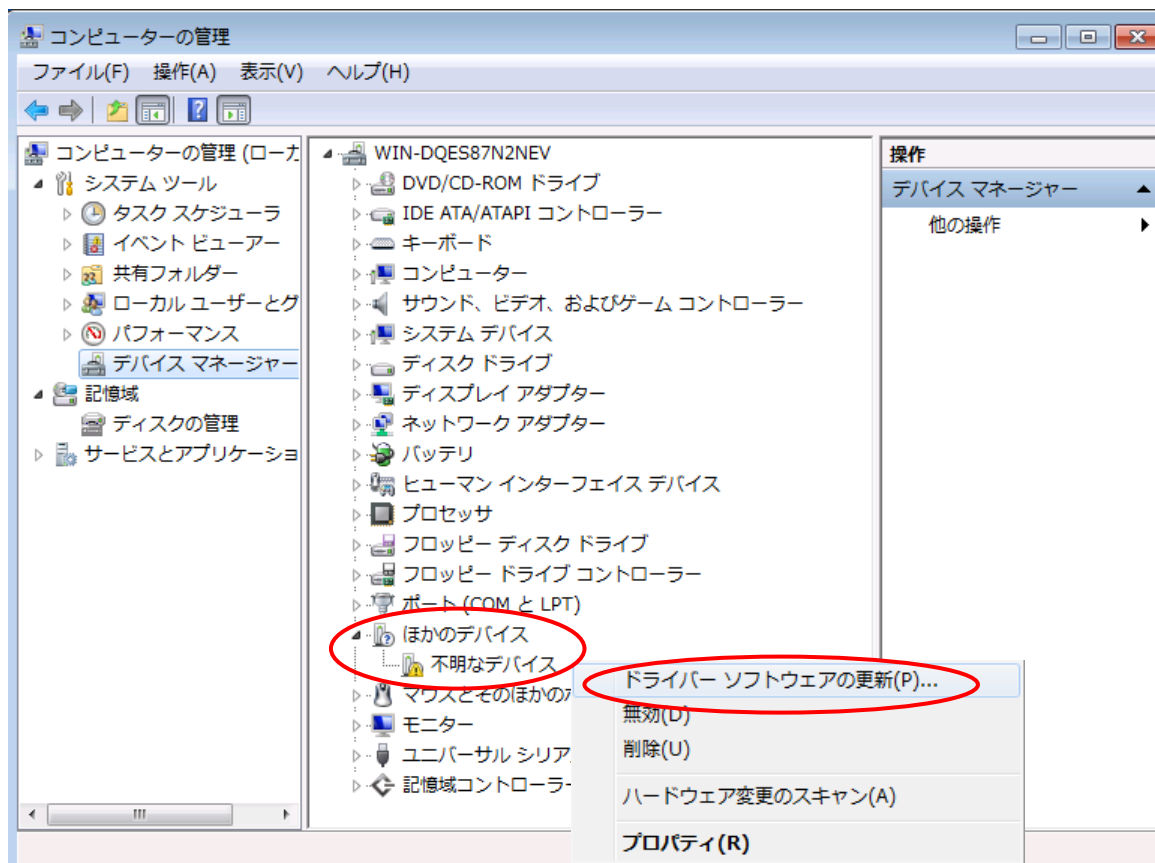 コンピューターの管理
ファイル(F) 操作(A) 表示(V) ヘルプ(H)
コンピューターの管理 (ローカ
システム ツール
タスク スケジューラ
イベント ビューアー
共有フォルダー
ローカル ユーザーとグ
パフォーマンス
デバイス マネージャー
記憶域
ディスクの管理
サービスとアプリケーショ
WIN-DQES87N2NEV
DVD/CD-ROM ドライブ
IDE ATA/ATAPI コントローラー
キーボード
コンピューター
サウンド、ビデオ、およびゲーム コントローラー
システム デバイス
ディスク ドライブ
ディスプレイ アダプター
ネットワーク アダプター
バッテリ
ヒューマン インターフェイス デバイス
プロセッサ
フロッピー ディスク ドライブ
フロッピー ドライブ コントローラー
ポート (COM と LPT)
ほかのデバイス
不明なデバイス
マウスとそのほかのポ
モニター
ユニバーサル シリア
記憶域コントローラー
ドライバー ソフトウェアの更新(P)...
無効(D)
削除(U)
ハードウェア変更のスキャン(A)
プロパティ(R)
操作
デバイス マネージャー
他の操作